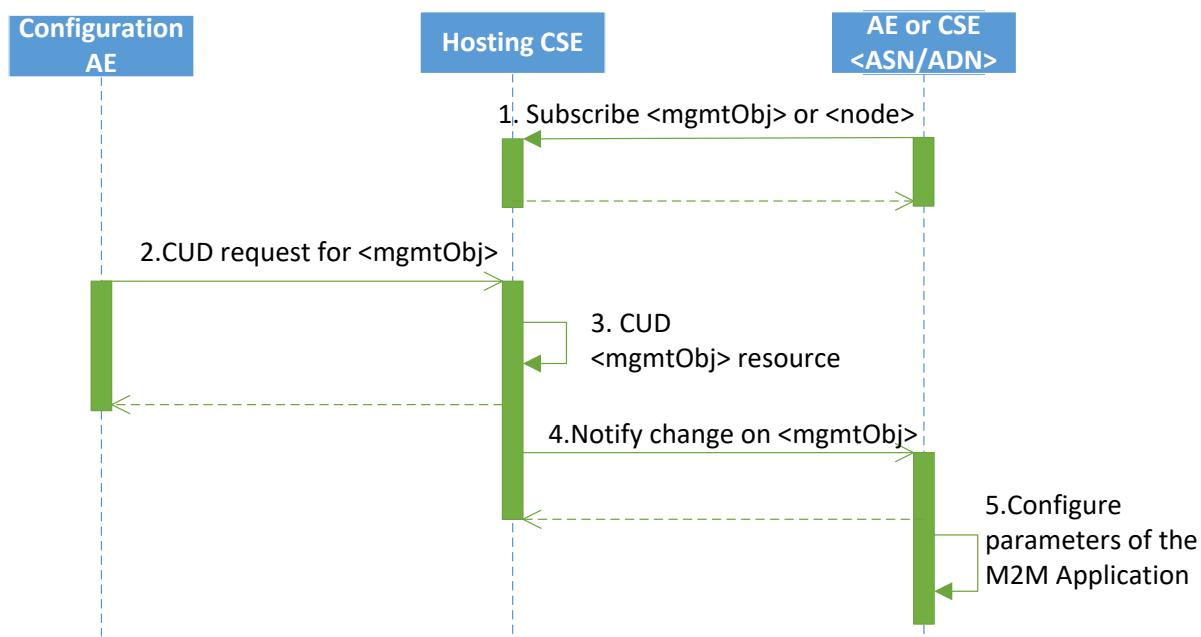 Configuration
AE
Hosting CSE
AE or CSE
<ASN/ADN>
1. Subscribe <mgmtObj> or <node>
2.CUD request for <mgmtObj>
3. CUD
<mgmtObj> resource
4.Notify change on <mgmtObj>
5.Configure
parameters of the
M2M Application